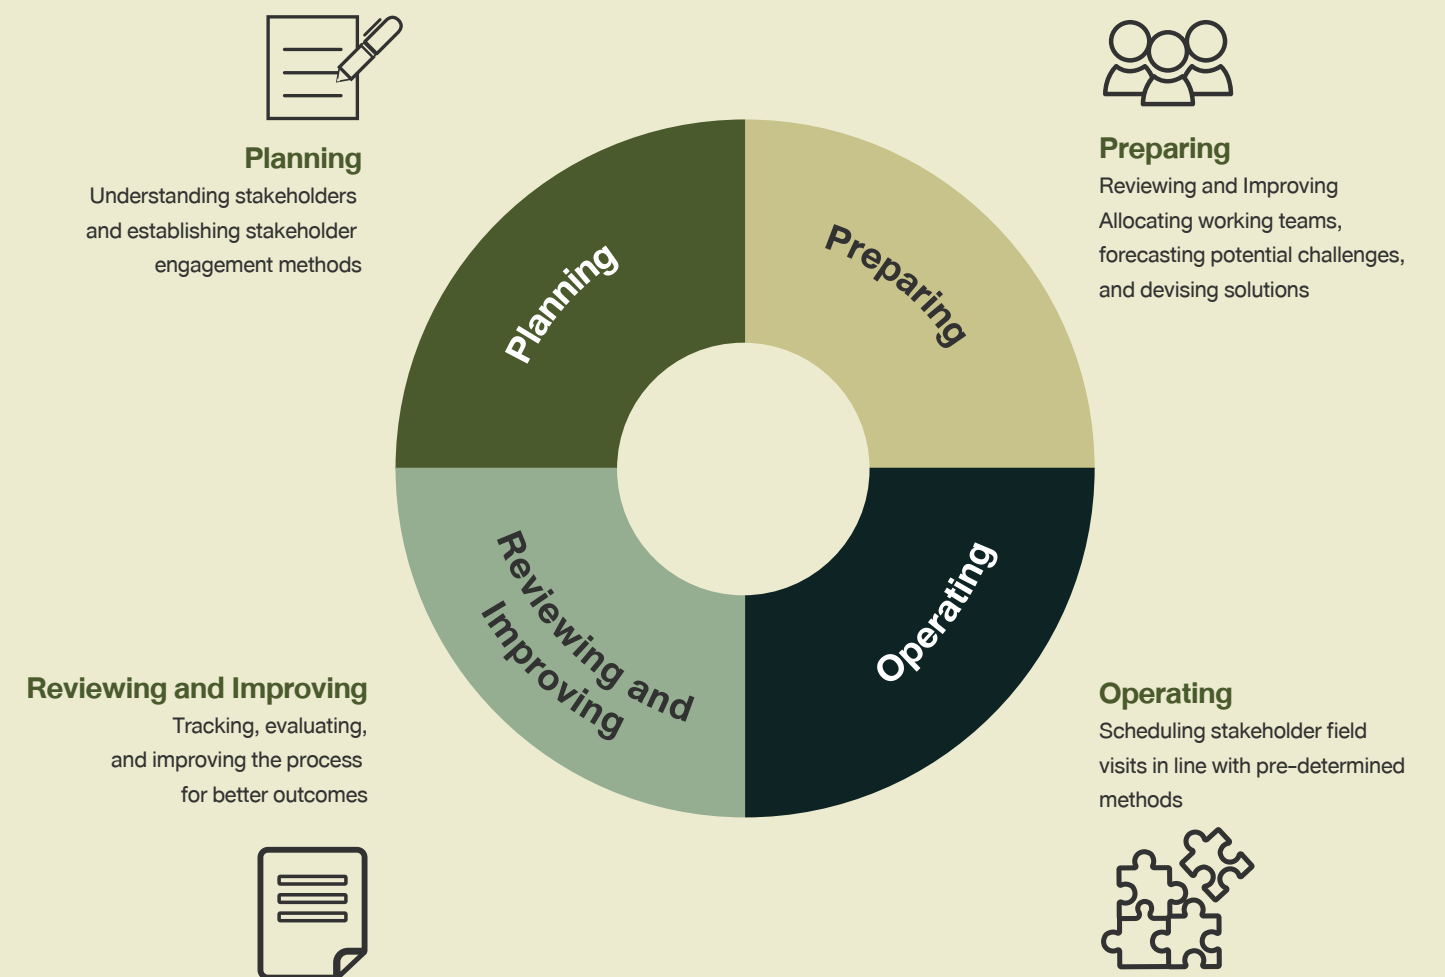 Planning
Understanding stakeholders
and establishing stakeholder
engagement methods
Preparing
Reviewing and Improving
Allocating working teams,
forecasting potential challenges,
and devising solutions
Planning
Preparing
Reviewing and
Improving
Operating
Reviewing and Improving
Tracking, evaluating,
and improving the process
for better outcomes
Operating
Scheduling stakeholder field
visits in line with pre-determined
methods